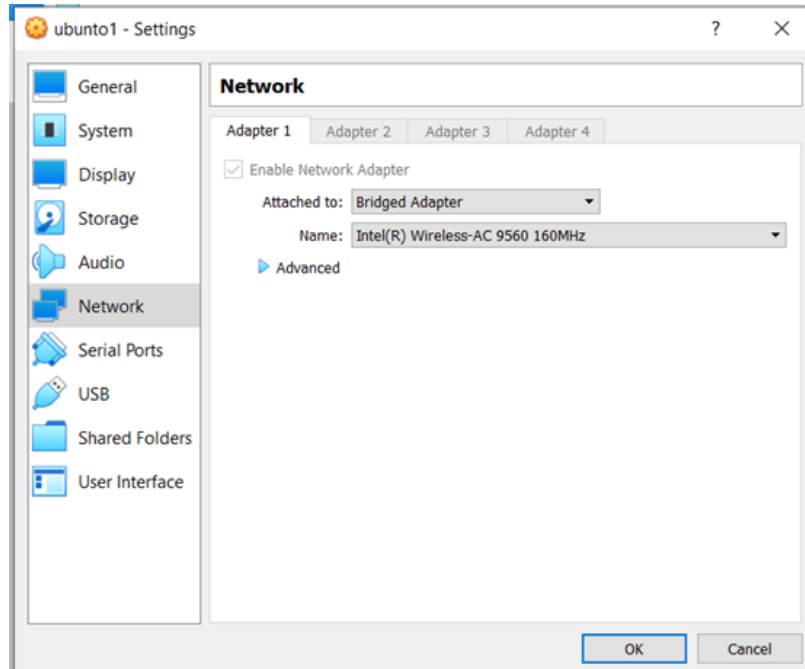 ubunto1 - Settings
?
General
System
Display
Storage
Audio
Network
Serial Ports
USB
Shared Folders
User Interface
Network
Adapter 1 Adapter 2 Adapter 3 Adapter 4
Enable Network Adapter
Attached to: Bridged Adapter
Name: Intel(R) Wireless-AC 9560 160MHz
Advanced
OK Cancel